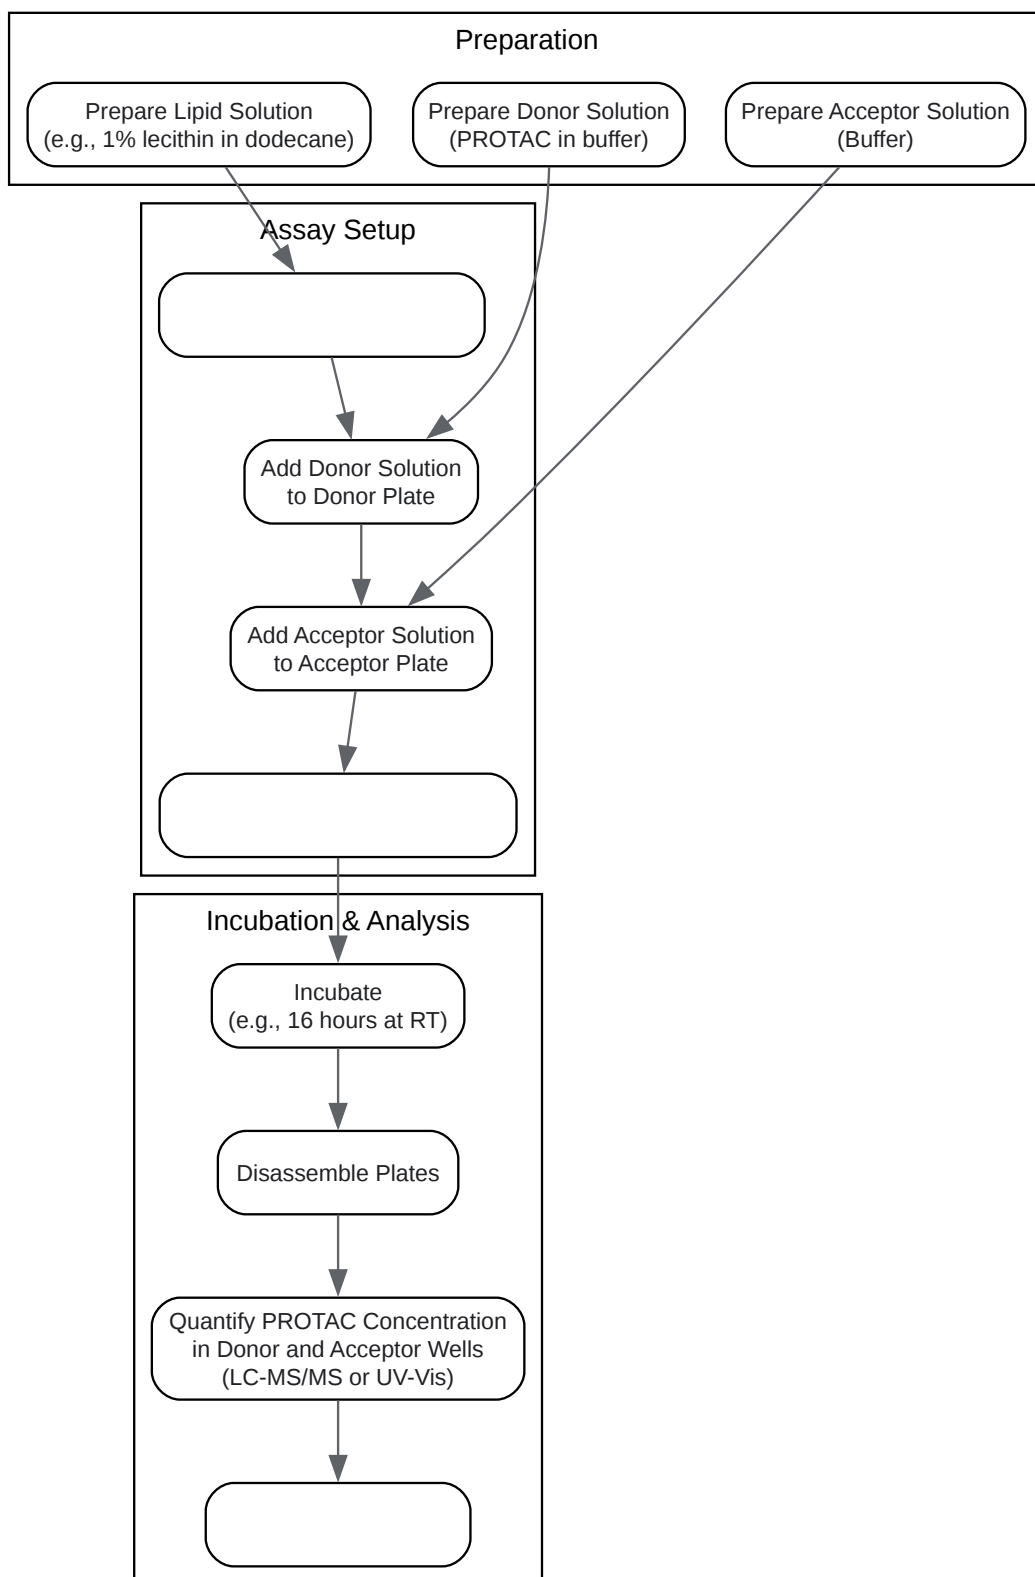 Preparation
Prepare Lipid Solution
(e.g., 1% lecithin in dodecane)
Prepare Donor Solution
(PROTAC in buffer)
Prepare Acceptor Solution
(Buffer)
Assay Setup
Add Donor Solution
to Donor Plate
Add Acceptor Solution
to Acceptor Plate
Incubation & Analysis
Incubate
(e.g., 16 hours at RT)
Disassemble Plates
Quantify PROTAC Concentration
in Donor and Acceptor Wells
(LC-MS/MS or UV-Vis)